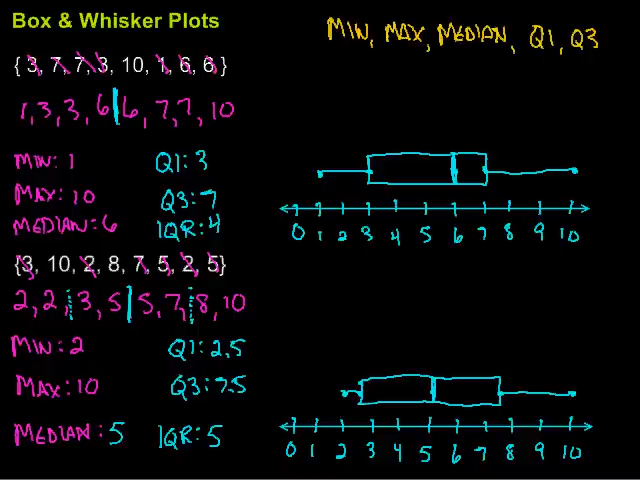 Box & Whisker Plots
MIN, MAX, MEDIAN, Q1, Q3
{ 3, 7, 7, 3, 10, 1, 6, 6 }
1, 3, 3, 6 6, 7, 7, 10
MIN: 1 Q1: 3
MAX: 10 Q3: 7
MEDIAN: 6 IQR: 4
0 1 2 3 4 5 6 7 8 9 10
{3, 10, 2, 8, 7, 5, 2, 5}
2, 2, 3, 5 5, 7, 8, 10
MIN: 2 Q1: 2.5
MAX: 10 Q3: 7.5
MEDIAN: 5 IQR: 5
0 1 2 3 4 5 6 7 8 9 10